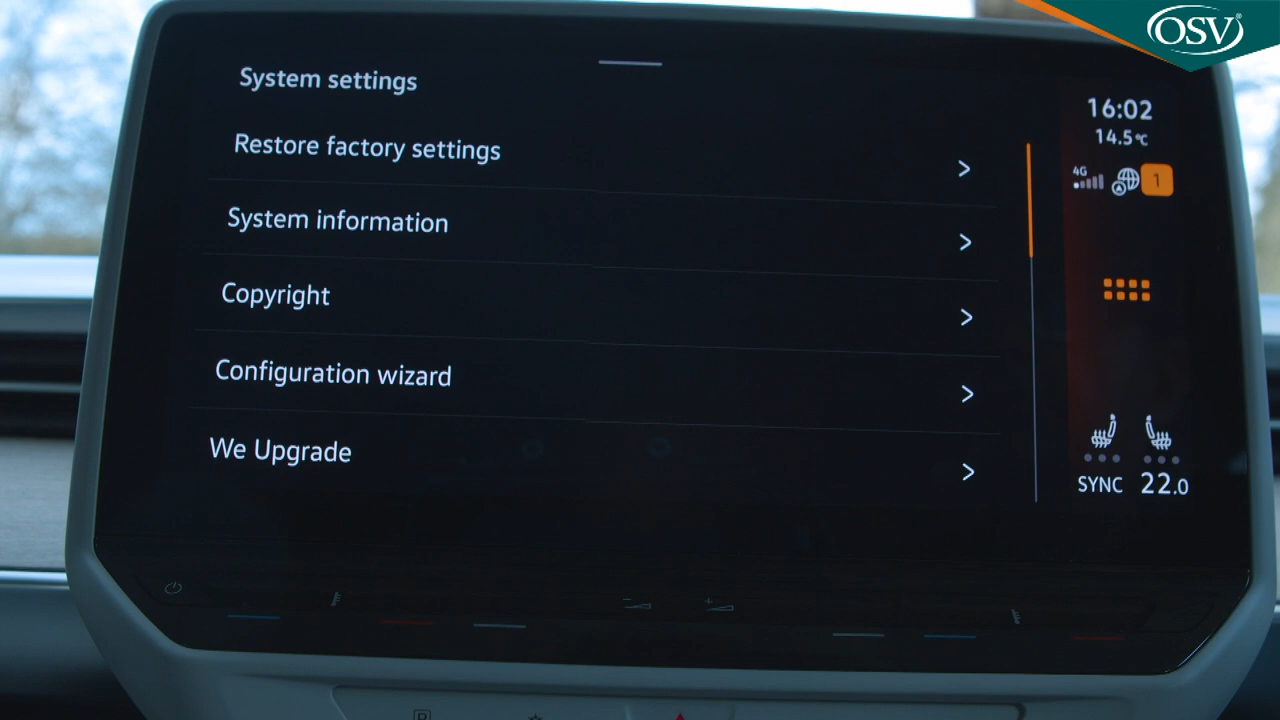 OSV®
System settings
Restore factory settings
System information
Copyright
Configuration wizard
We Upgrade
16:02
14.5°C
4G
1
SYNC 22.0
P